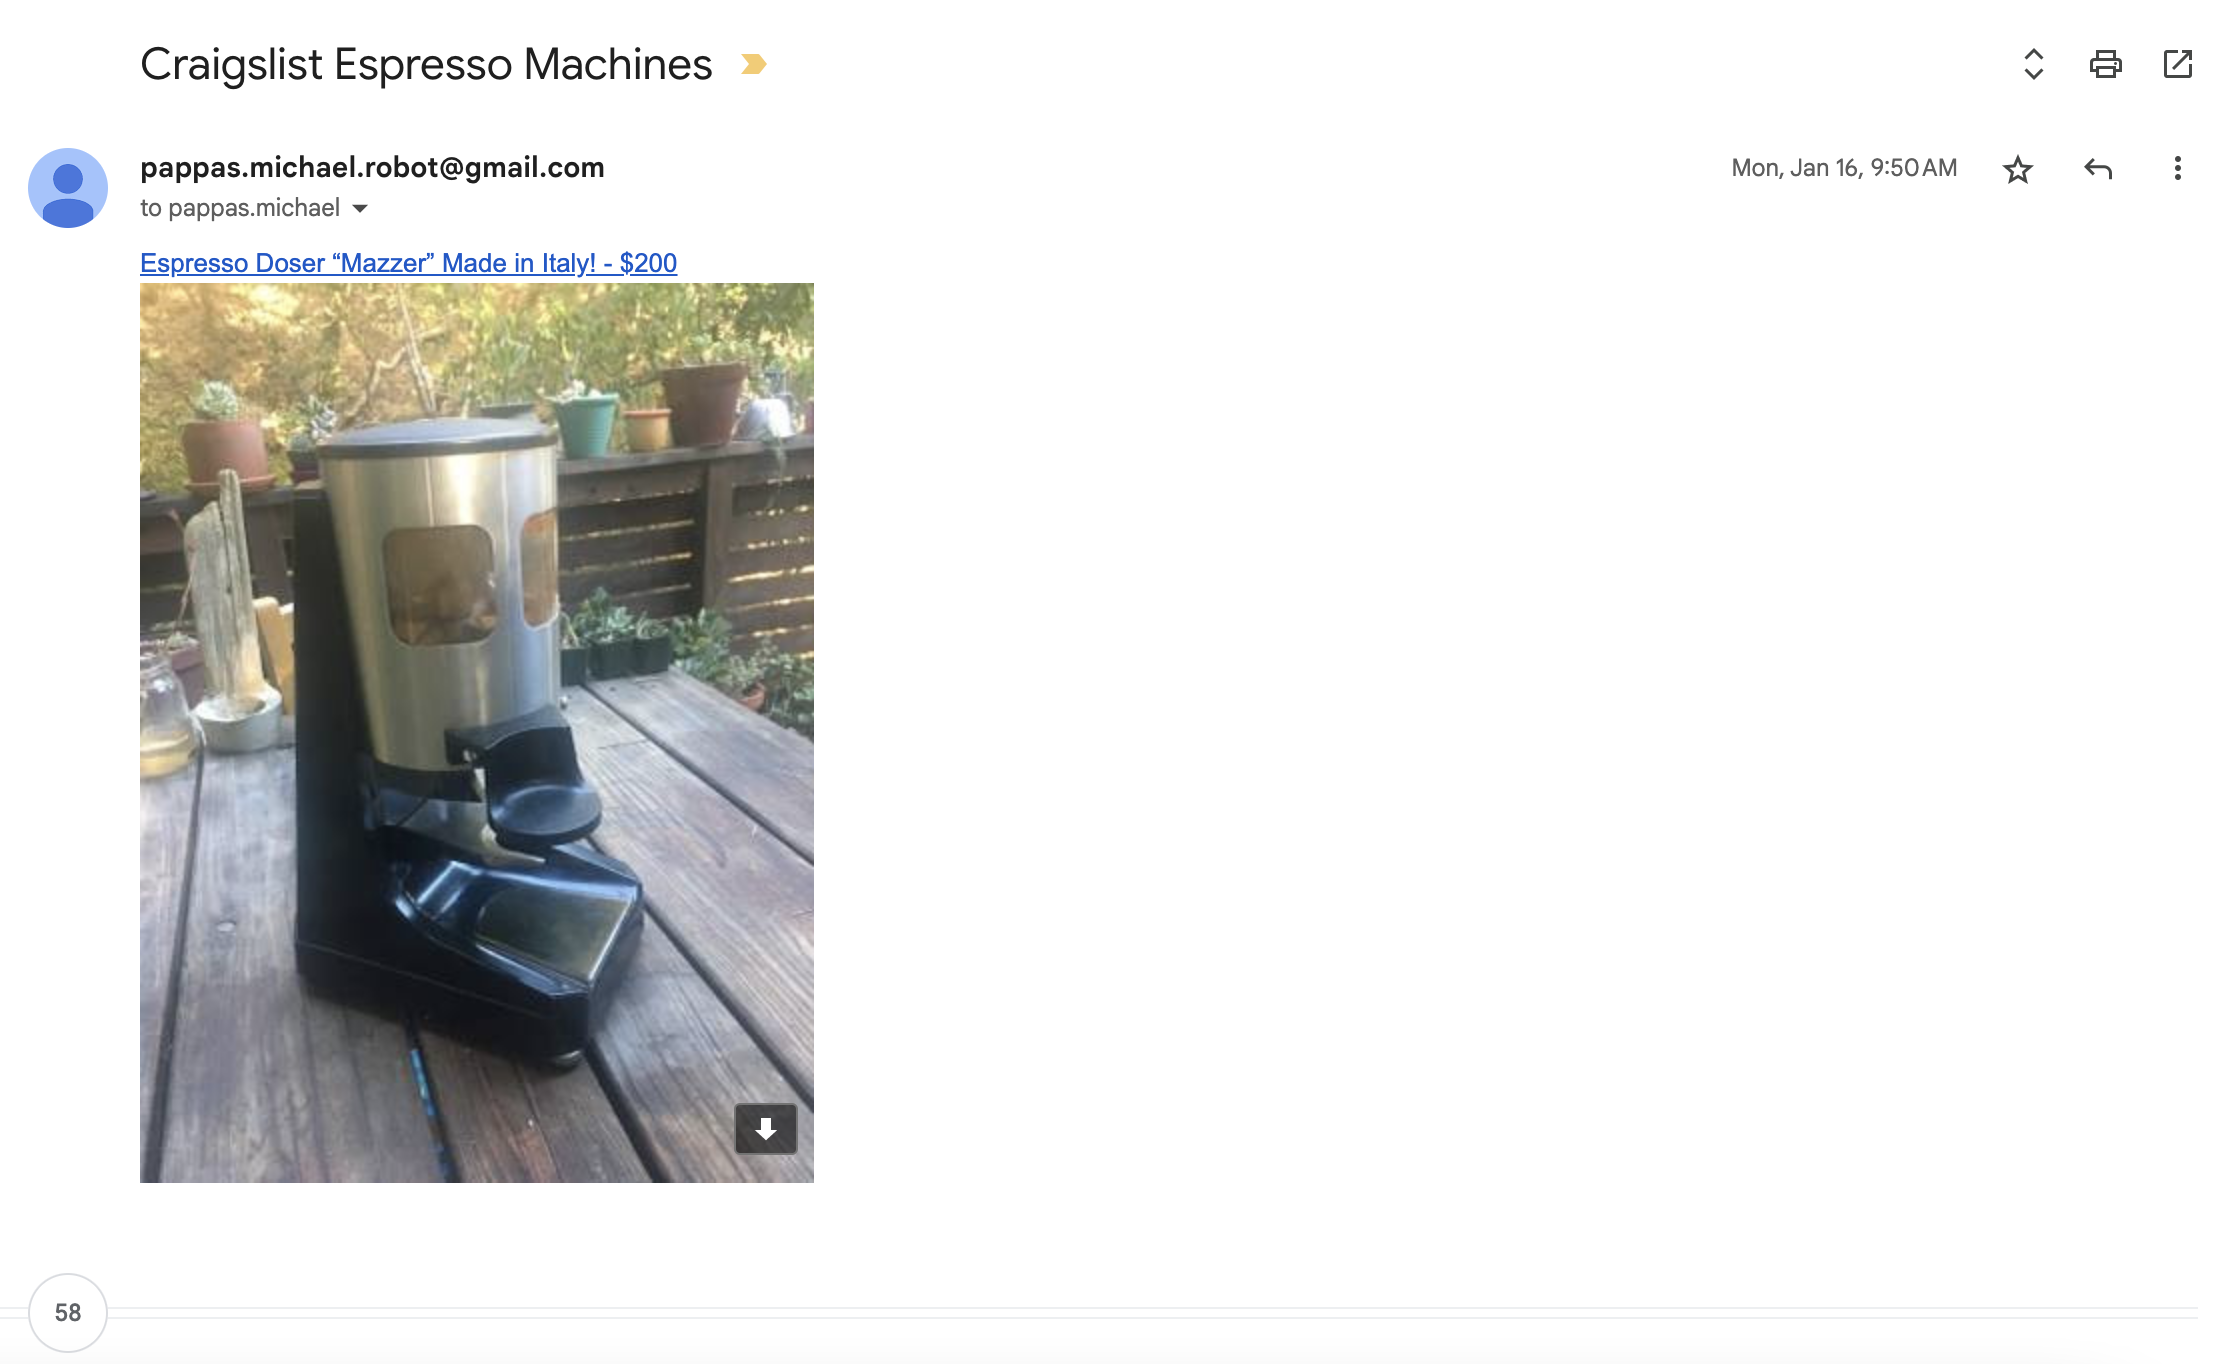 Craigslist Espresso Machines
pappas.michael.robot@gmail.com
Mon, Jan 16, 9:50 AM
to pappas.michael
Espresso Doser “Mazzer” Made in Italy! - $200
58